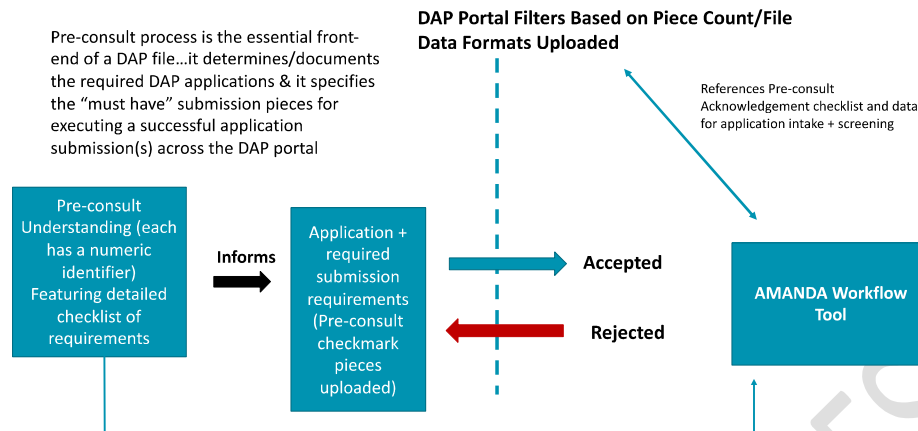 DAP Portal Filters Based on Piece Count/File
Data Formats Uploaded
Pre-consult process is the essential front-
end of a DAP file…it determines/documents
the required DAP applications & it specifies
the “must have” submission pieces for
executing a successful application
submission(s) across the DAP portal
References Pre-consult
Acknowledgement checklist and data
for application intake + screening
Pre-consult
Understanding (each
has a numeric
identifier)
Featuring detailed
checklist of
requirements
Informs
Application +
required
submission
requirements
(Pre-consult
checkmark
pieces
uploaded)
Accepted
Rejected
AMANDA Workflow
Tool